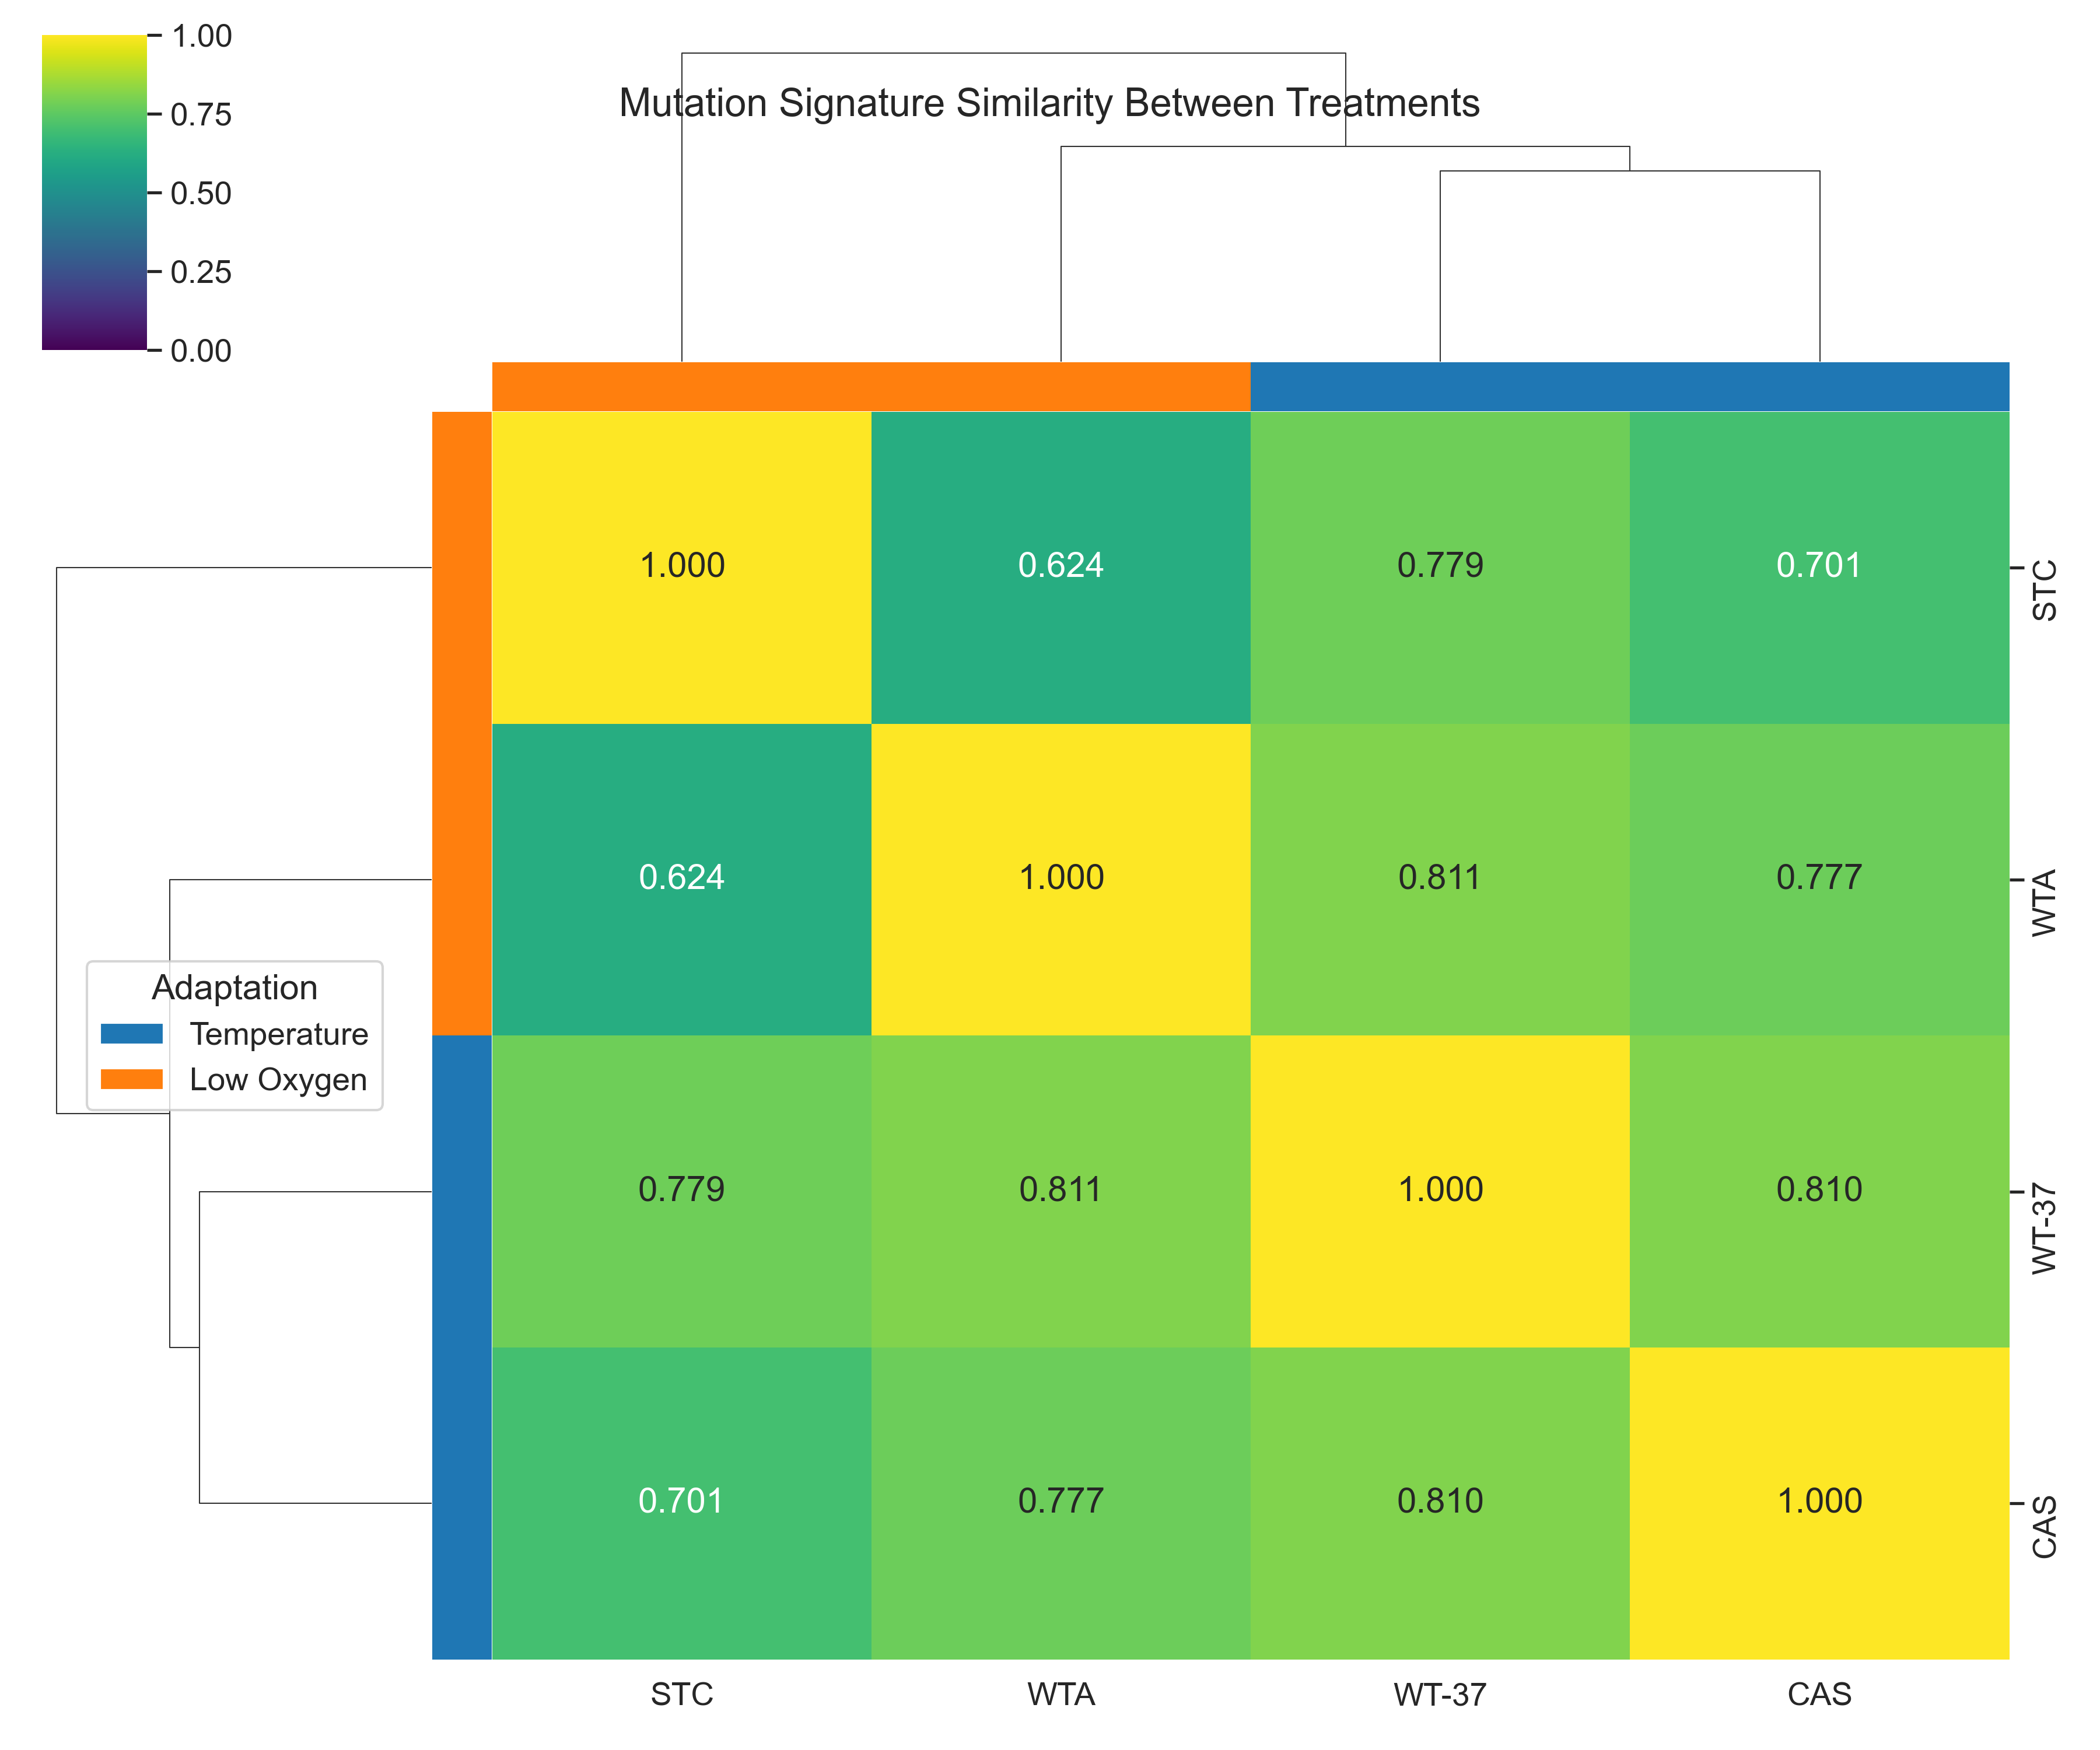 1.00
0.75
0.50
0.25
0.00
Mutation Signature Similarity Between Treatments
1.000 0.624 0.779 0.701 STC
0.624 1.000 0.811 0.777 WTA
Adaptation
Temperature
Low Oxygen
0.779 0.811 1.000 0.810 WT-37
0.701 0.777 0.810 1.000 CAS
STC WTA WT-37 CAS